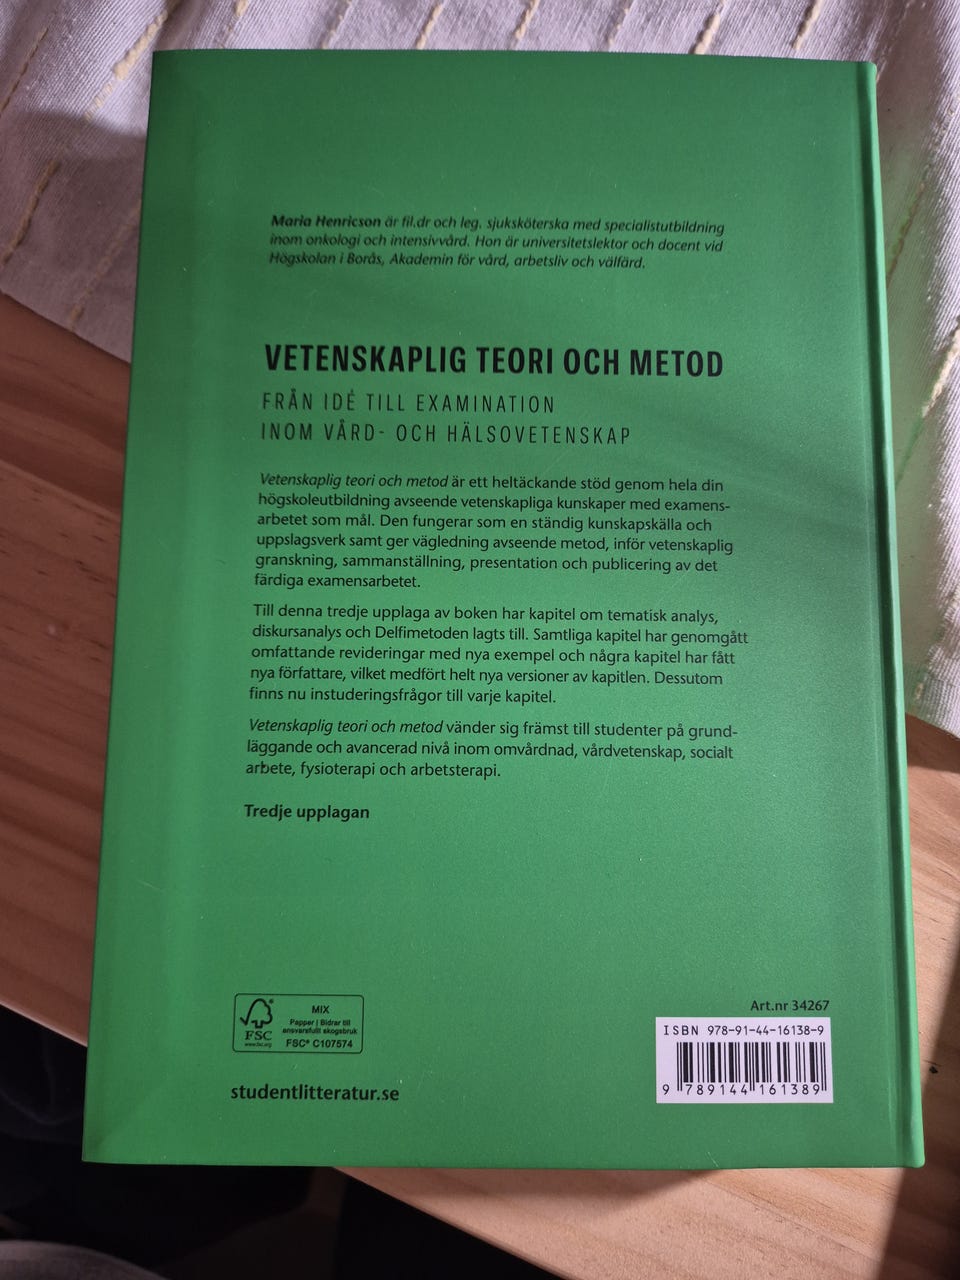 Maria Henricson är fil.dr och leg. sjuksköterska med specialistutbildning
inom onkologi och intensivvård. Hon är universitetslektor och docent vid
Högskolan i Borås, Akademin för vård, arbetsliv och välfärd.
VETENSKAPLIG TEORI OCH METOD
FRÅN IDÉ TILL EXAMINATION
INOM VÅRD- OCH HÄLSOVETENSKAP
Vetenskaplig teori och metod är ett heltäckande stöd genom hela din
högskoleutbildning avseende vetenskapliga kunskaper med examens-
arbetet som mål. Den fungerar som en ständig kunskapskälla och
uppslagsverk samt ger vägledning avseende metod, inför vetenskaplig
granskning, sammanställning, presentation och publicering av det
färdiga examensarbetet.
Till denna tredje upplaga av boken har kapitel om tematisk analys,
diskursanalys och Delfimetoden lagts till. Samtliga kapitel har genomgått
omfattande revideringar med nya exempel och några kapitel har fått
nya författare, vilket medfört helt nya versioner av kapitlen. Dessutom
finns nu instuderingsfrågor till varje kapitel.
Vetenskaplig teori och metod vänder sig främst till studenter på grund-
läggande och avancerad nivå inom omvårdnad, vårdvetenskap, socialt
arbete, fysioterapi och arbetsterapi.
Tredje upplagan
FSC
www.fsc.org
MIX
Papper | Bidrar till
ansvarsfullt skogsbruk
FSC® C107574
studentlitteratur.se
Art.nr 34267
ISBN 978-91-44-16138-9
9 789144 161389